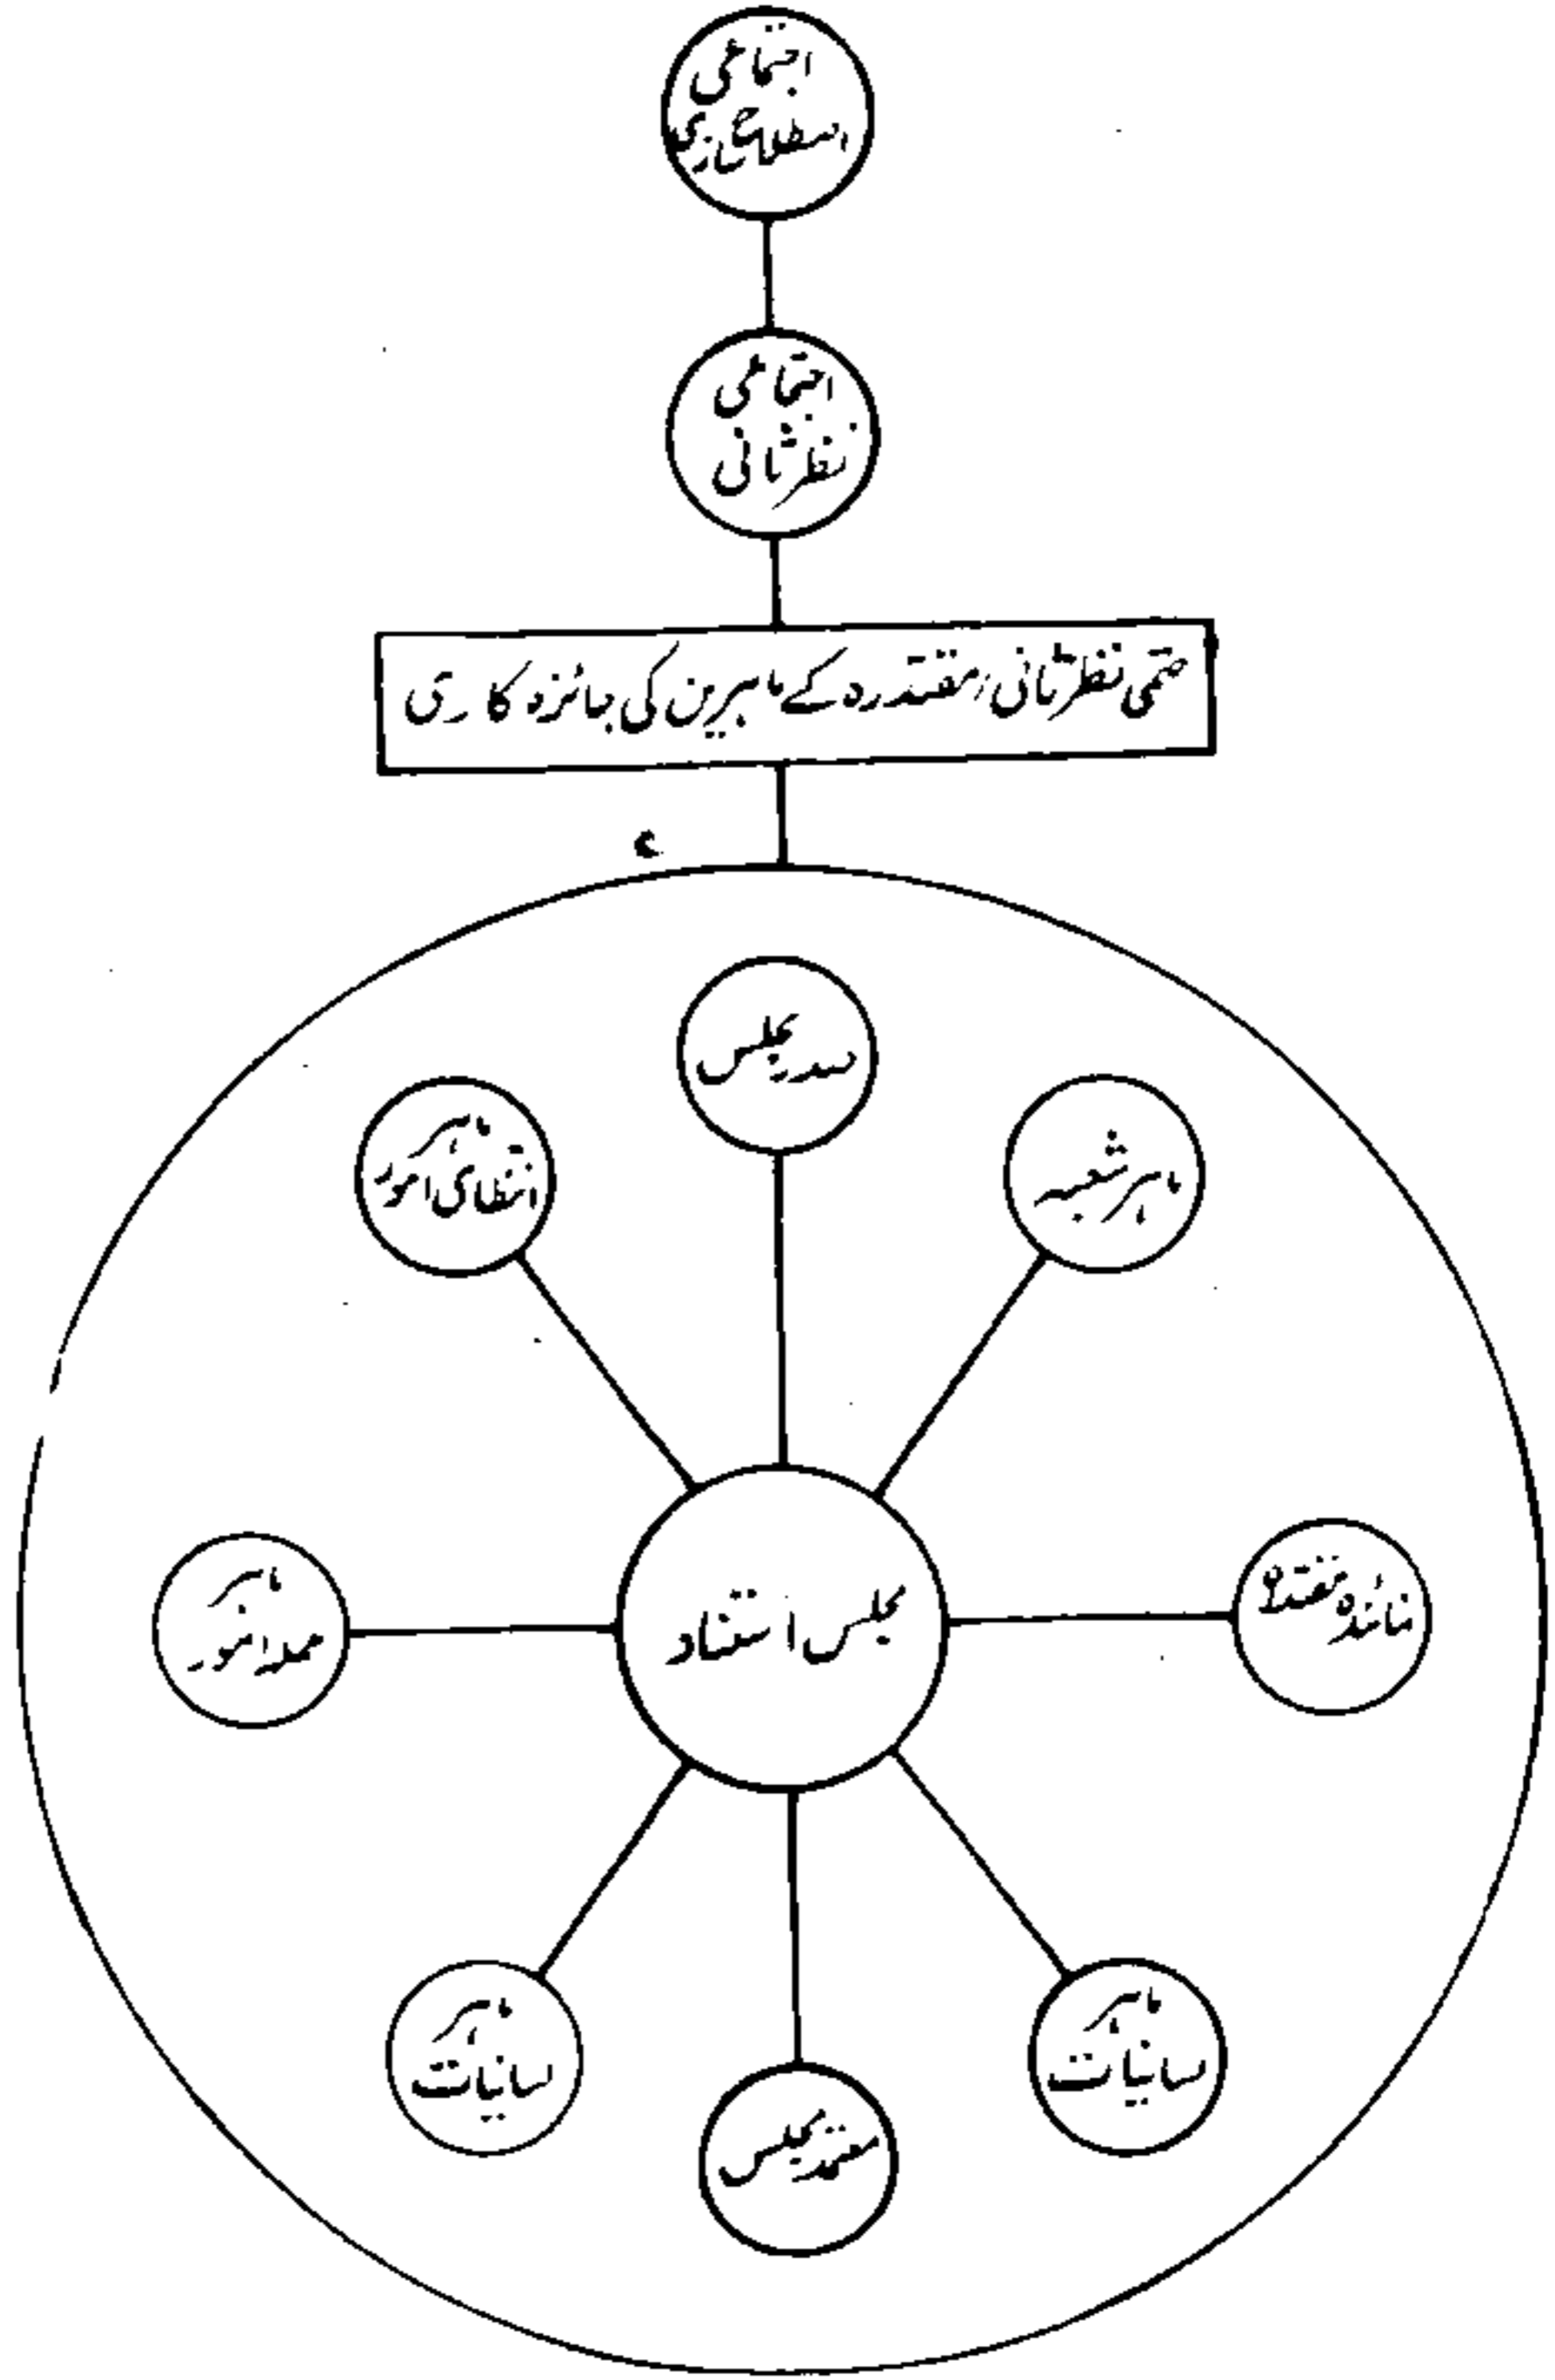 اجتماعی
اصطلاح سازی
اجتماعی
نظر ثانی
حتمی نظر ثانی، مقتدرہ کے ماہرین کی جائزہ کاری
صدر مجلس
ماہر
انتظامی امور
ماہر شعبہ
ماہر
نمائندہ مقتدرہ
مجلس استناد
ماہر
لسانیات
ماہر
لسانیات
معتمد مجلس